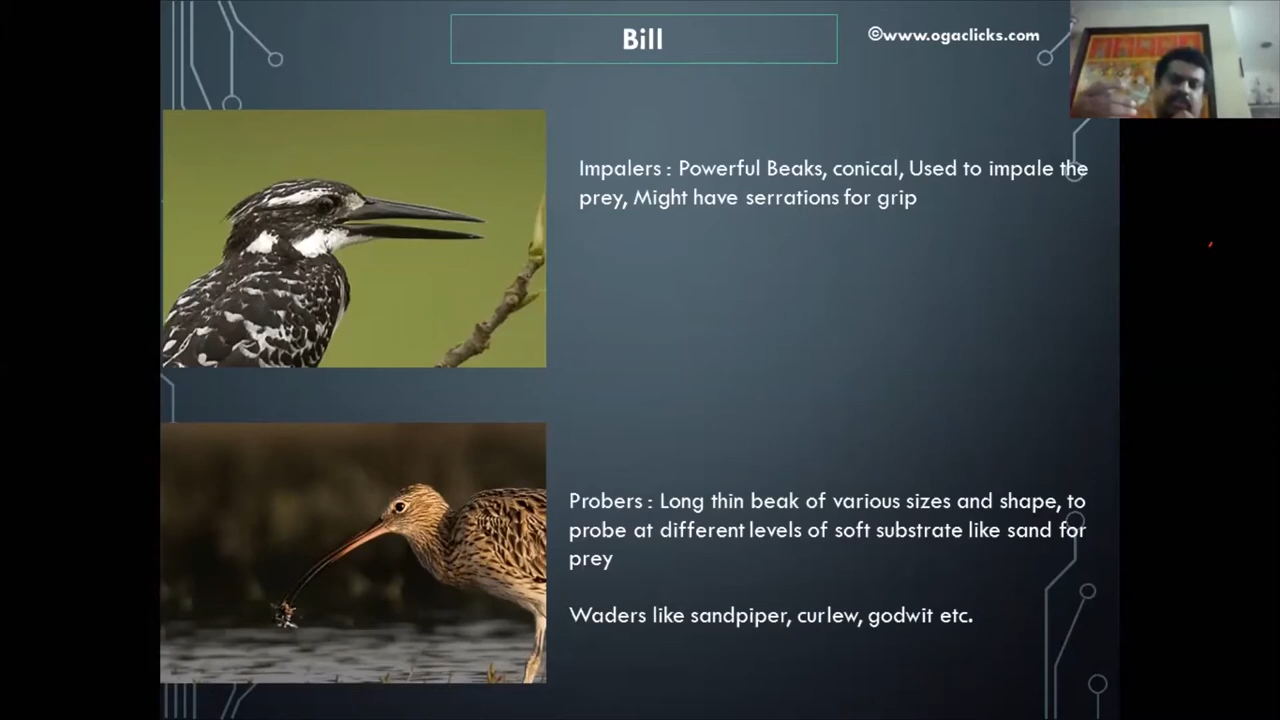 Bill
©www.ogaclicks.com
Impalers : Powerful Beaks, conical, Used to impale the
prey, Might have serrations for grip
Probers : Long thin beak of various sizes and shape, to
probe at different levels of soft substrate like sand for
prey
Waders like sandpiper, curlew, godwit etc.